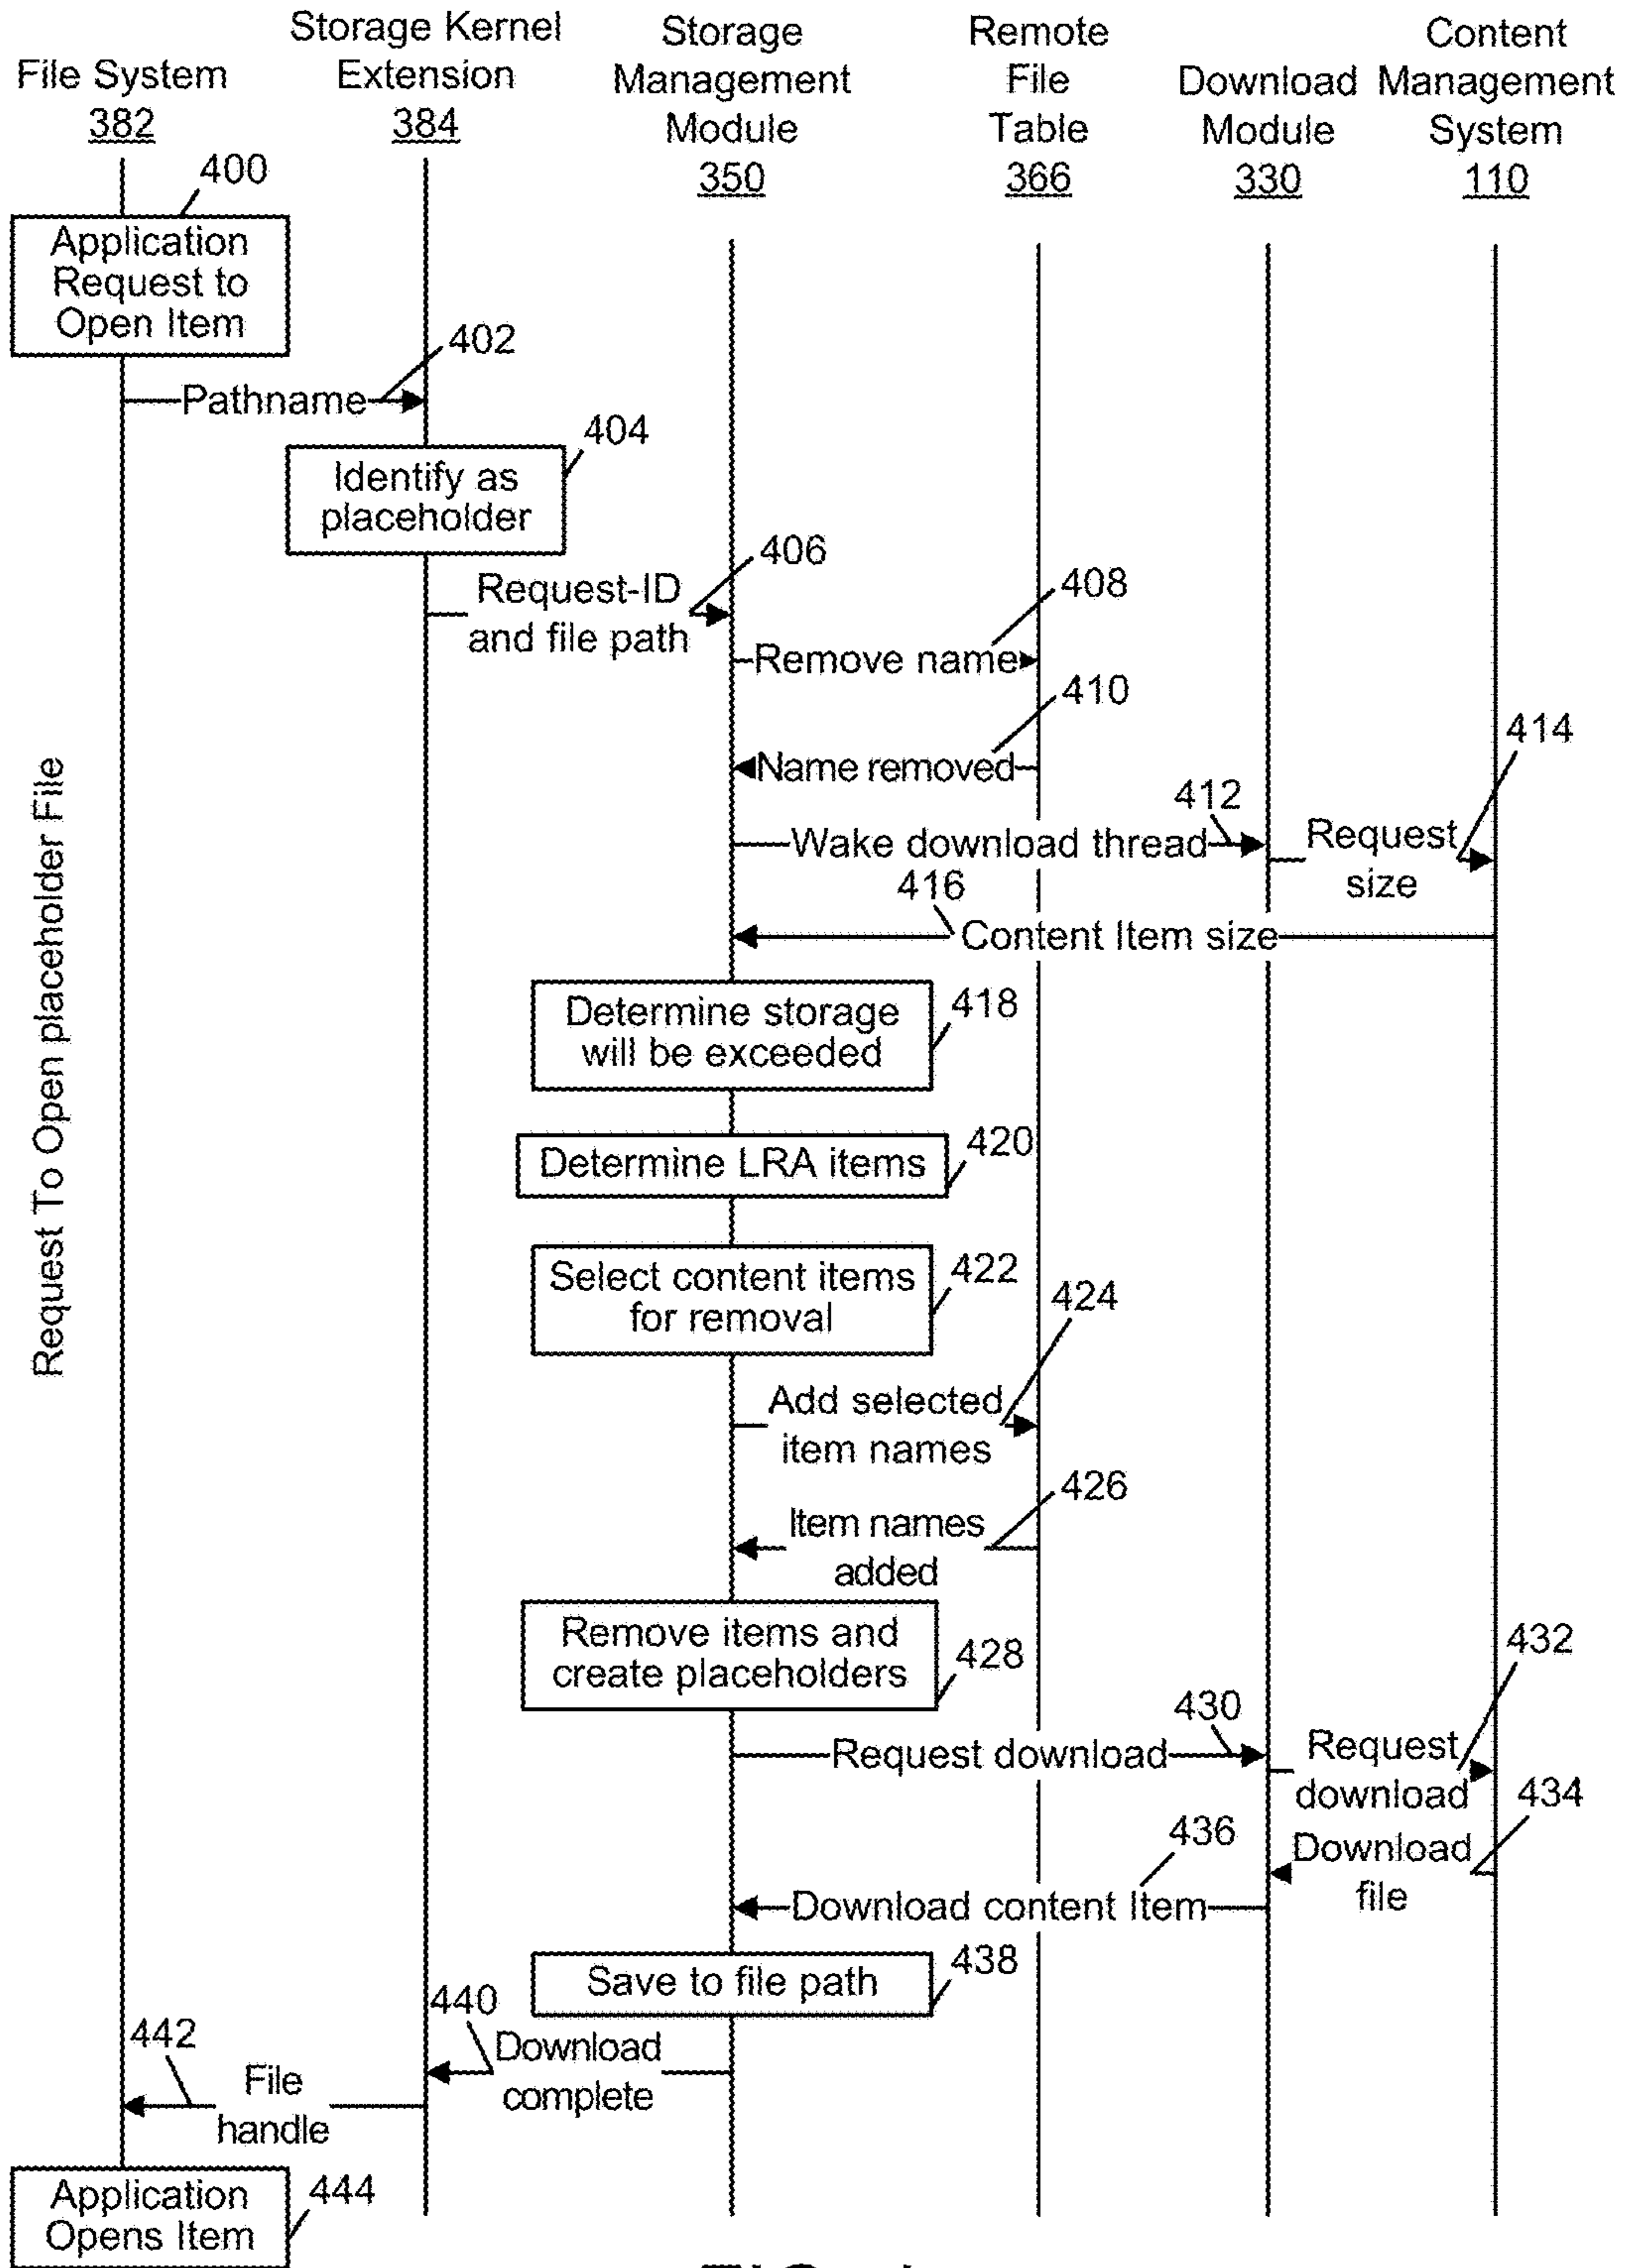 File System
382
Storage Kernel
Extension
384
Storage
Management
Module
350
Remote
File
Table
366
Download
Module
330
Content
Management
System
110
400
Application
Request to
Open Item
402
Pathname
404
Identify as
placeholder
406
Request-ID
and file path
408
Remove name
410
Name removed
412
Wake download thread
414
Request
size
416
Content Item size
Determine storage
will be exceeded
418
Determine LRA items
420
Select content items
for removal
422
424
Add selected
item names
426
Item names
added
Remove items and
create placeholders
428
430
Request download
432
Request
download
434
Download
file
436
Download content Item
Save to file path
438
440
Download
complete
442
File
handle
Application
Opens Item
444
Request To Open placeholder File